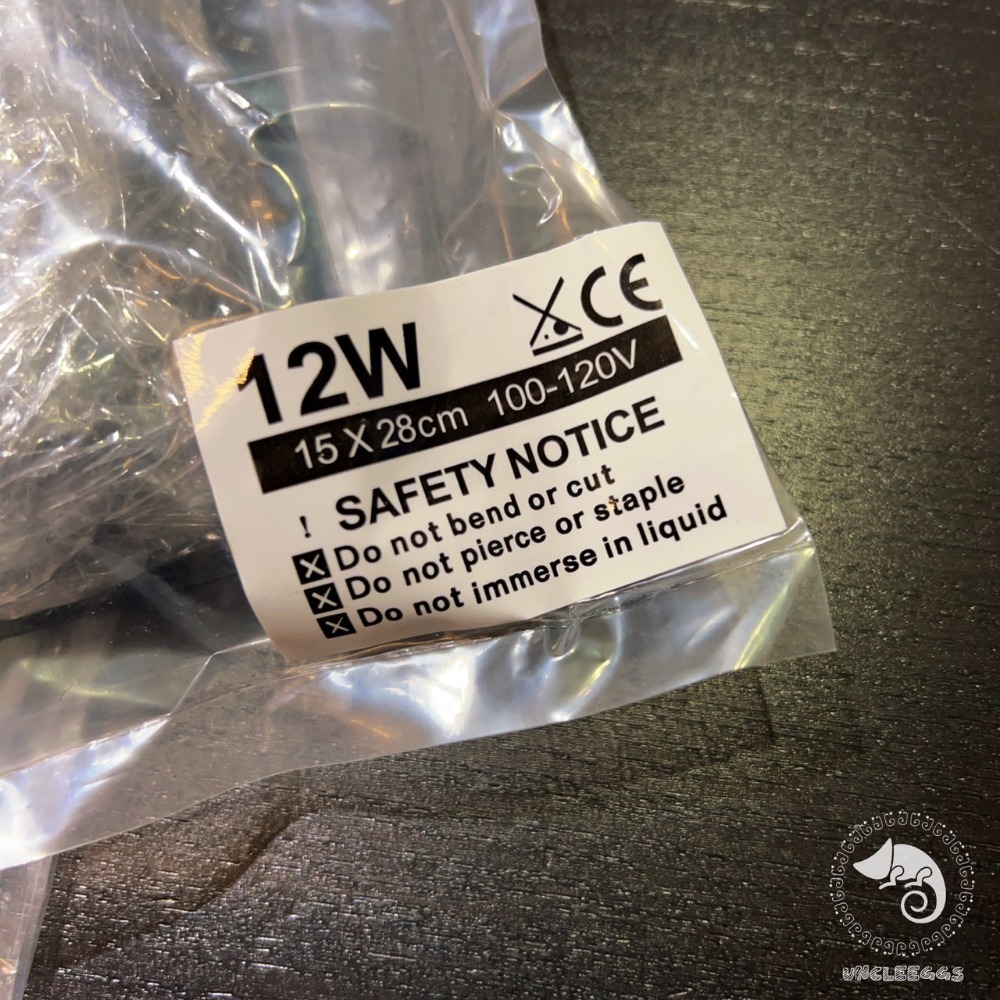 12W CE
15 X 28cm 100-120V
! SAFETY NOTICE
Do not bend or cut
Do not pierce or staple
Do not immerse in liquid
UNCLEEGGS